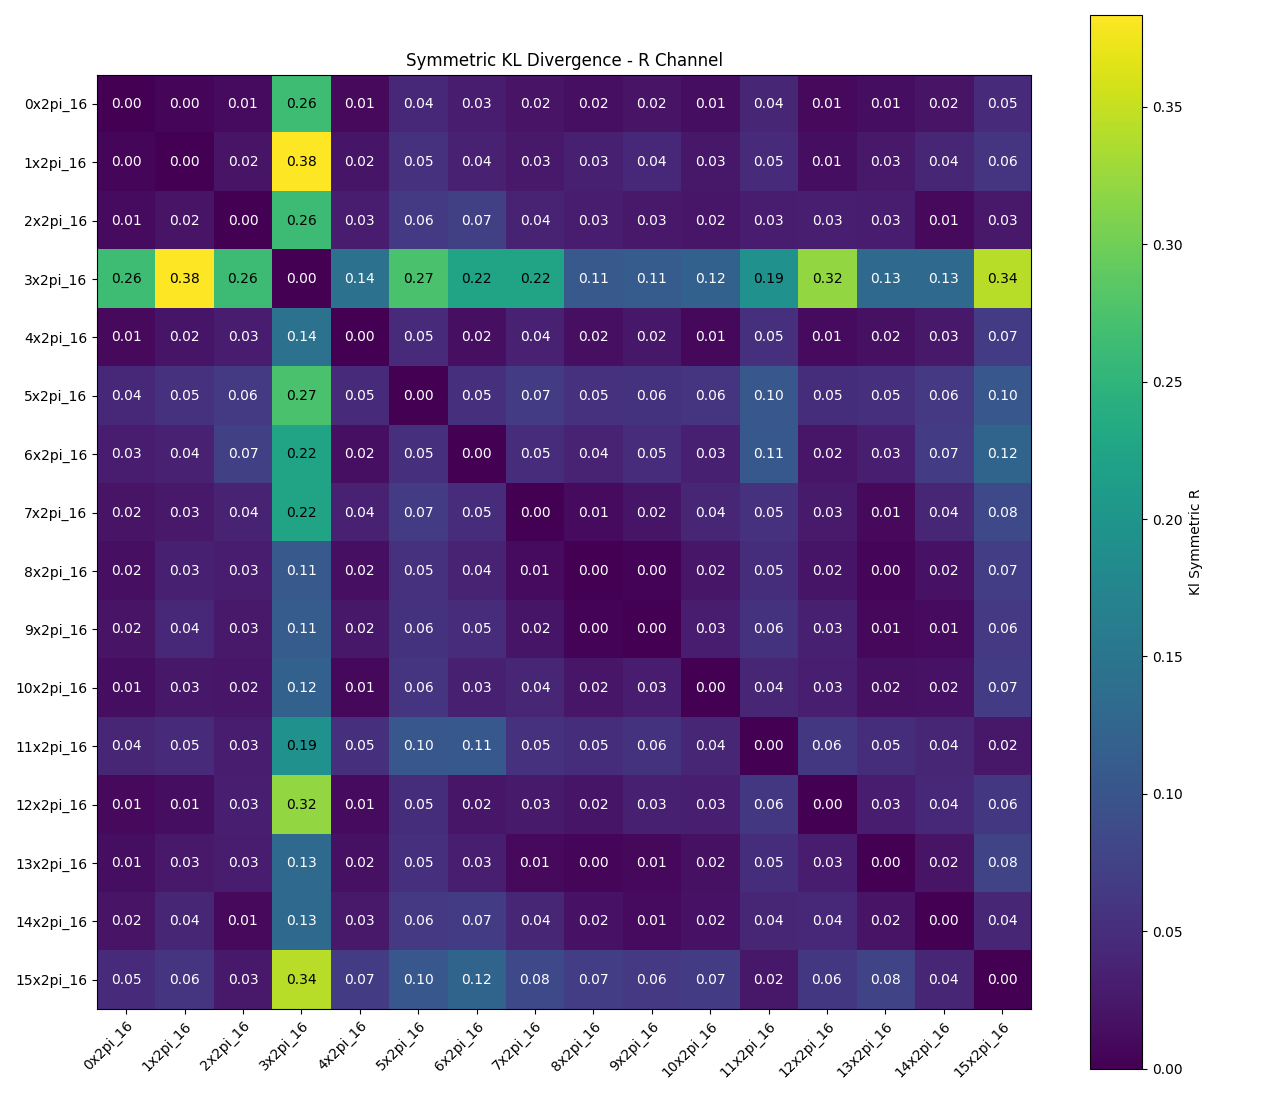 Symmetric KL Divergence - R Channel
0x2pi_16 0.00 0.00 0.01 0.26 0.01 0.04 0.03 0.02 0.02 0.02 0.01 0.04 0.01 0.01 0.02 0.05
1x2pi_16 0.00 0.00 0.02 0.38 0.02 0.05 0.04 0.03 0.03 0.04 0.03 0.05 0.01 0.03 0.04 0.06
2x2pi_16 0.01 0.02 0.00 0.26 0.03 0.06 0.07 0.04 0.03 0.03 0.02 0.03 0.03 0.03 0.01 0.03
3x2pi_16 0.26 0.38 0.26 0.00 0.14 0.27 0.22 0.22 0.11 0.11 0.12 0.19 0.32 0.13 0.13 0.34
4x2pi_16 0.01 0.02 0.03 0.14 0.00 0.05 0.02 0.04 0.02 0.02 0.01 0.05 0.01 0.02 0.03 0.07
5x2pi_16 0.04 0.05 0.06 0.27 0.05 0.00 0.05 0.07 0.05 0.06 0.06 0.10 0.05 0.05 0.06 0.10
6x2pi_16 0.03 0.04 0.07 0.22 0.02 0.05 0.00 0.05 0.04 0.05 0.03 0.11 0.02 0.03 0.07 0.12
7x2pi_16 0.02 0.03 0.04 0.22 0.04 0.07 0.05 0.00 0.01 0.02 0.04 0.05 0.03 0.01 0.04 0.08
8x2pi_16 0.02 0.03 0.03 0.11 0.02 0.05 0.04 0.01 0.00 0.00 0.02 0.05 0.02 0.00 0.02 0.07
9x2pi_16 0.02 0.04 0.03 0.11 0.02 0.06 0.05 0.02 0.00 0.00 0.03 0.06 0.03 0.01 0.01 0.06
10x2pi_16 0.01 0.03 0.02 0.12 0.01 0.06 0.03 0.04 0.02 0.03 0.00 0.04 0.03 0.02 0.02 0.07
11x2pi_16 0.04 0.05 0.03 0.19 0.05 0.10 0.11 0.05 0.05 0.06 0.04 0.00 0.06 0.05 0.04 0.02
12x2pi_16 0.01 0.01 0.03 0.32 0.01 0.05 0.02 0.03 0.02 0.03 0.03 0.06 0.00 0.03 0.04 0.06
13x2pi_16 0.01 0.03 0.03 0.13 0.02 0.05 0.03 0.01 0.00 0.01 0.02 0.05 0.03 0.00 0.02 0.08
14x2pi_16 0.02 0.04 0.01 0.13 0.03 0.06 0.07 0.04 0.02 0.01 0.02 0.04 0.04 0.02 0.00 0.04
15x2pi_16 0.05 0.06 0.03 0.34 0.07 0.10 0.12 0.08 0.07 0.06 0.07 0.02 0.06 0.08 0.04 0.00
0x2pi_16 1x2pi_16 2x2pi_16 3x2pi_16 4x2pi_16 5x2pi_16 6x2pi_16 7x2pi_16 8x2pi_16 9x2pi_16 10x2pi_16 11x2pi_16 12x2pi_16 13x2pi_16 14x2pi_16 15x2pi_16
0.35
0.30
0.25
0.20
0.15
0.10
0.05
0.00
Kl Symmetric R